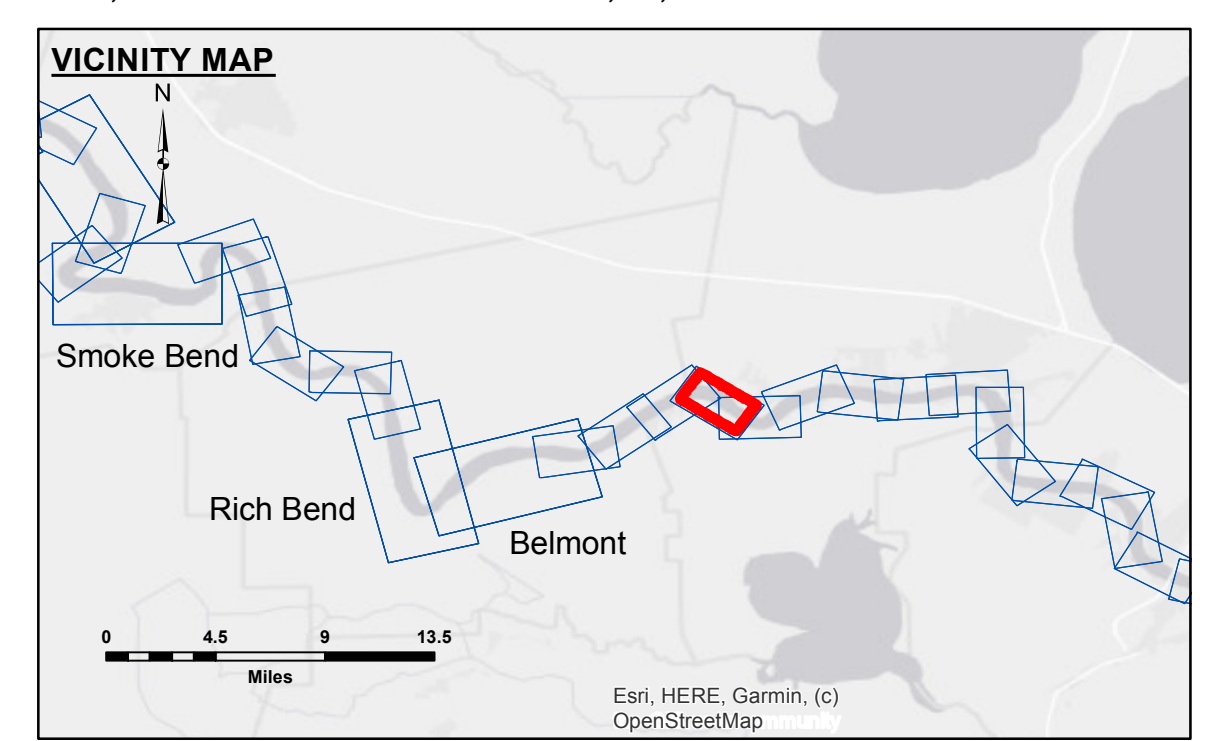 VICINITY MAP
N
Smoke Bend
Rich Bend
Belmont
0 4.5 9 13.5
Miles
Esri, HERE, Garmin, (c)
OpenStreetMap